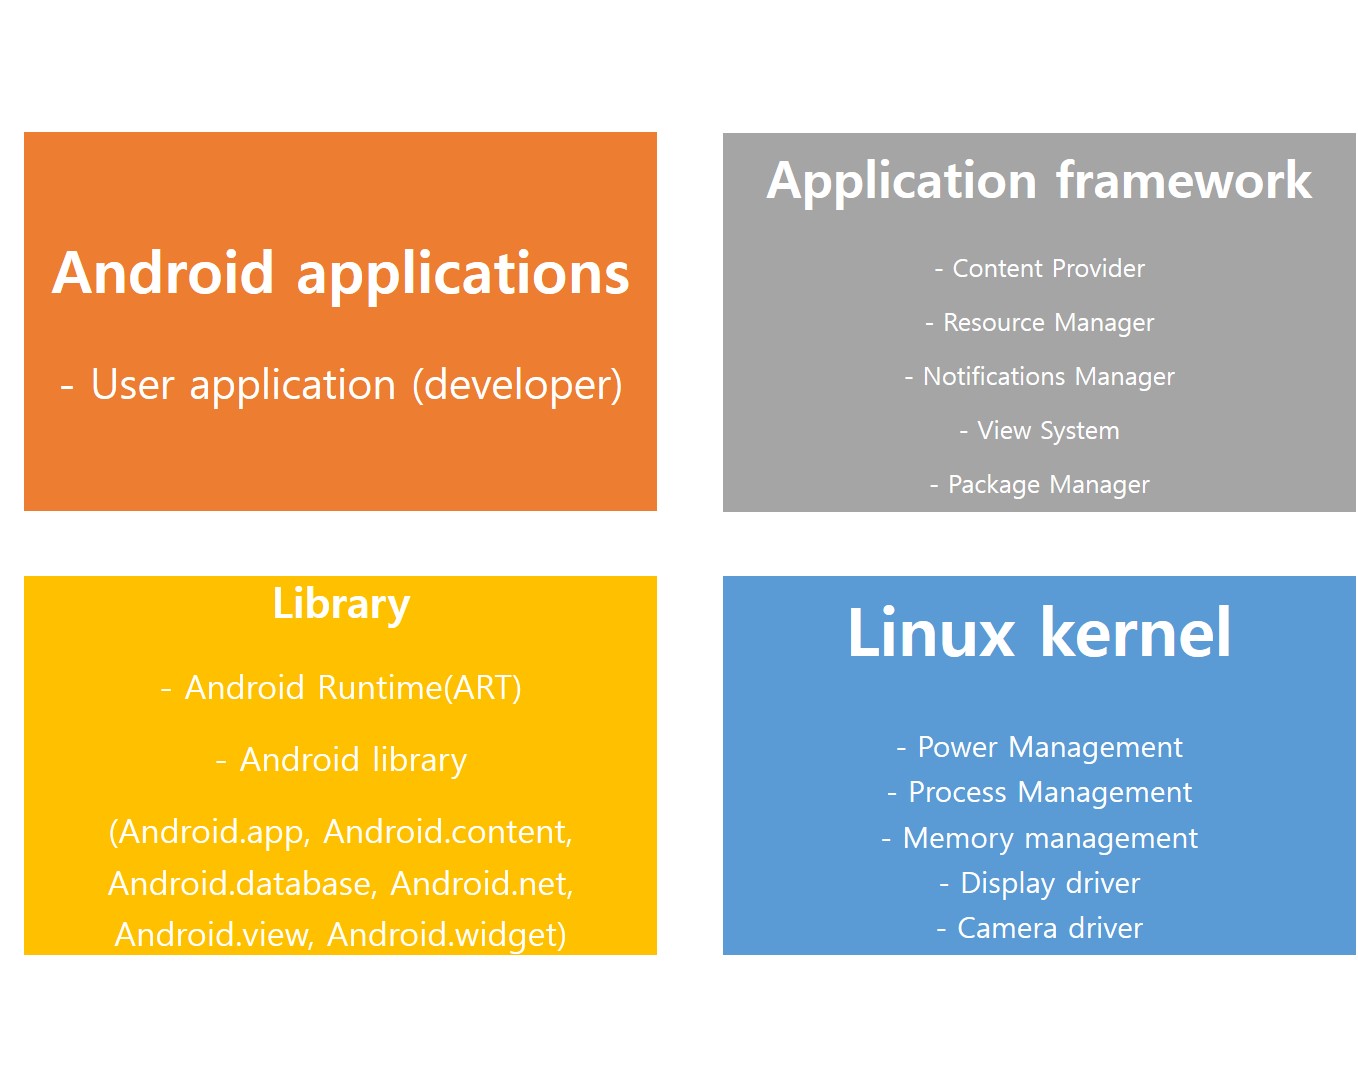 Android applications
- User application (developer)
Application framework
- Content Provider
- Resource Manager
- Notifications Manager
- View System
- Package Manager
Library
- Android Runtime(ART)
- Android library
(Android.app, Android.content,
Android.database, Android.net,
Android.view, Android.widget)
Linux kernel
- Power Management
- Process Management
- Memory management
- Display driver
- Camera driver